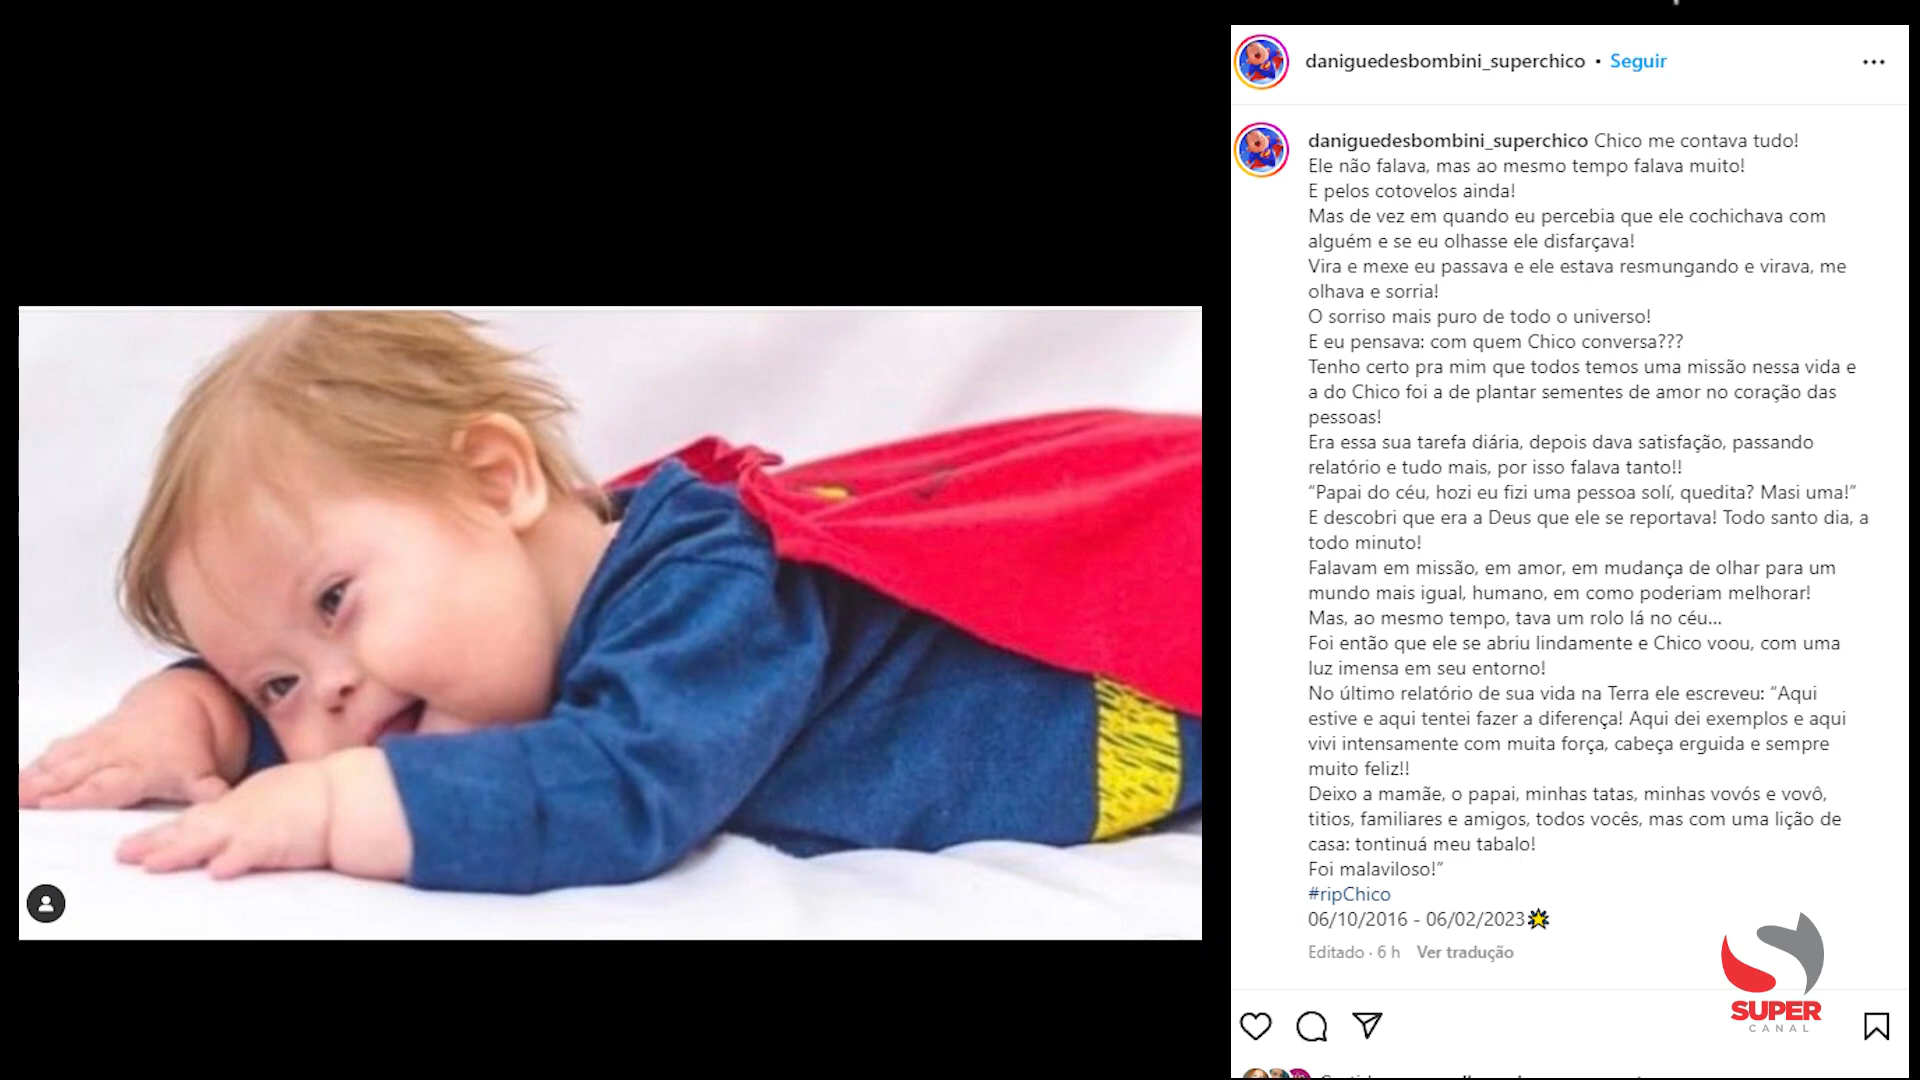 daniguedesbombini_superchico • Seguir
daniguedesbombini_superchico Chico me contava tudo!
Ele não falava, mas ao mesmo tempo falava muito!
E pelos cotovelos ainda!
Mas de vez em quando eu percebia que ele cochichava com
alguém e se eu olhasse ele disfarçava!
Vira e mexe eu passava e ele estava resmungando e virava, me
olhava e sorria!
O sorriso mais puro de todo o universo!
E eu pensava: com quem Chico conversa???
Tenho certo pra mim que todos temos uma missão nessa vida e
a do Chico foi a de plantar sementes de amor no coração das
pessoas!
Era essa sua tarefa diária, depois dava satisfação, passando
relatório e tudo mais, por isso falava tanto!!
“Papai do céu, hozi eu fizi uma pessoa solí, quedita? Masi uma!”
E descobri que era a Deus que ele se reportava! Todo santo dia, a
todo minuto!
Falavam em missão, em amor, em mudança de olhar para um
mundo mais igual, humano, em como poderiam melhorar!
Mas, ao mesmo tempo, tava um rolo lá no céu...
Foi então que ele se abriu lindamente e Chico voou, com uma
luz imensa em seu entorno!
No último relatório de sua vida na Terra ele escreveu: “Aqui
estive e aqui tentei fazer a diferença! Aqui dei exemplos e aqui
vivi intensamente com muita força, cabeça erguida e sempre
muito feliz!!
Deixo a mamãe, o papai, minhas tatas, minhas vovós e vovô,
titios, familiares e amigos, todos vocês, mas com uma lição de
casa: tontinuá meu tabalo!
Foi malaviloso!”
#ripChico
06/10/2016 - 06/02/2023
Editado · 6 h Ver tradução
SUPER
CANAL